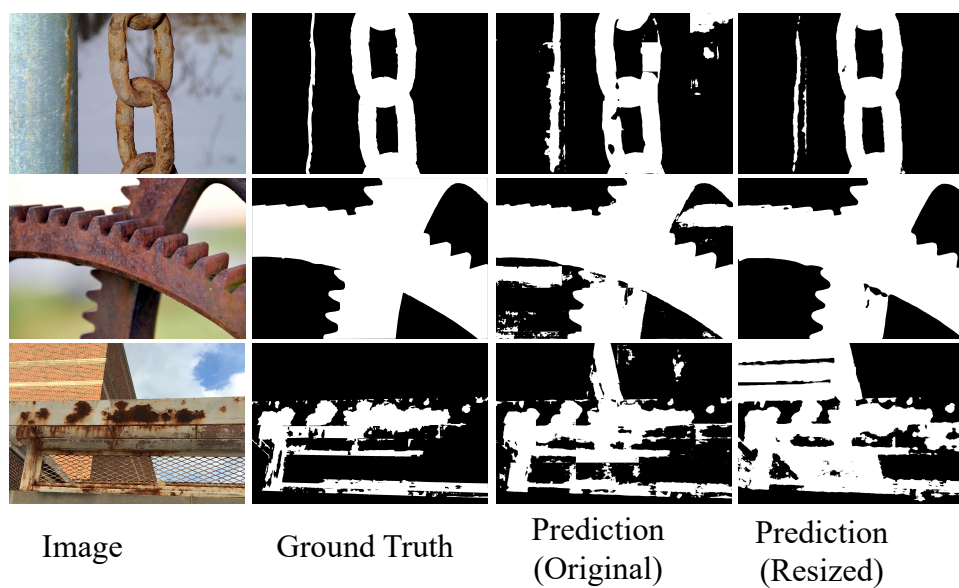 Image
Ground Truth
Prediction
(Original)
Prediction
(Resized)